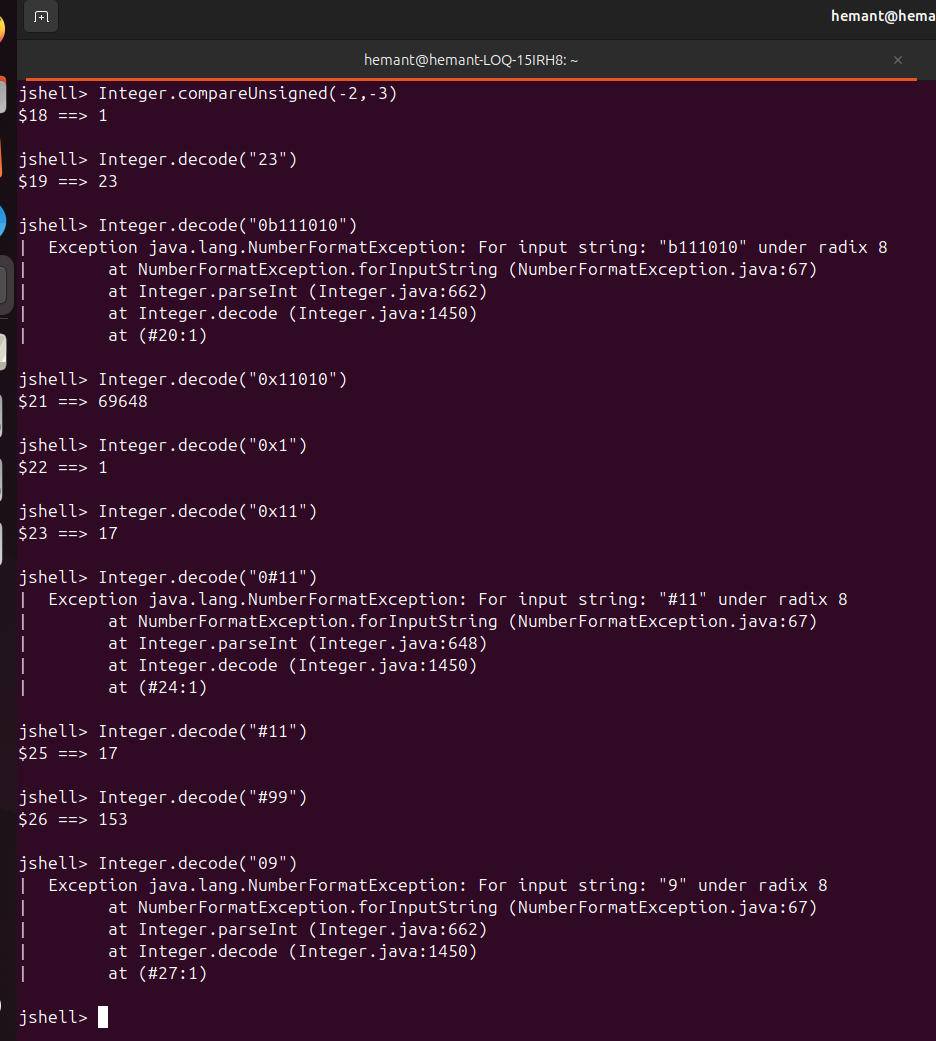 hemant@hema
hemant@hemant-LOQ-15IRH8: ~
jshell> Integer.compareUnsigned(-2,-3)
$18 ==> 1
jshell> Integer.decode("23")
$19 ==> 23
jshell> Integer.decode("0b111010")
|  Exception java.lang.NumberFormatException: For input string: "b111010" under radix 8
|        at NumberFormatException.forInputString (NumberFormatException.java:67)
|        at Integer.parseInt (Integer.java:662)
|        at Integer.decode (Integer.java:1450)
|        at (#20:1)
jshell> Integer.decode("0x11010")
$21 ==> 69648
jshell> Integer.decode("0x1")
$22 ==> 1
jshell> Integer.decode("0x11")
$23 ==> 17
jshell> Integer.decode("0#11")
|  Exception java.lang.NumberFormatException: For input string: "#11" under radix 8
|        at NumberFormatException.forInputString (NumberFormatException.java:67)
|        at Integer.parseInt (Integer.java:648)
|        at Integer.decode (Integer.java:1450)
|        at (#24:1)
jshell> Integer.decode("#11")
$25 ==> 17
jshell> Integer.decode("#99")
$26 ==> 153
jshell> Integer.decode("09")
|  Exception java.lang.NumberFormatException: For input string: "9" under radix 8
|        at NumberFormatException.forInputString (NumberFormatException.java:67)
|        at Integer.parseInt (Integer.java:662)
|        at Integer.decode (Integer.java:1450)
|        at (#27:1)
jshell>